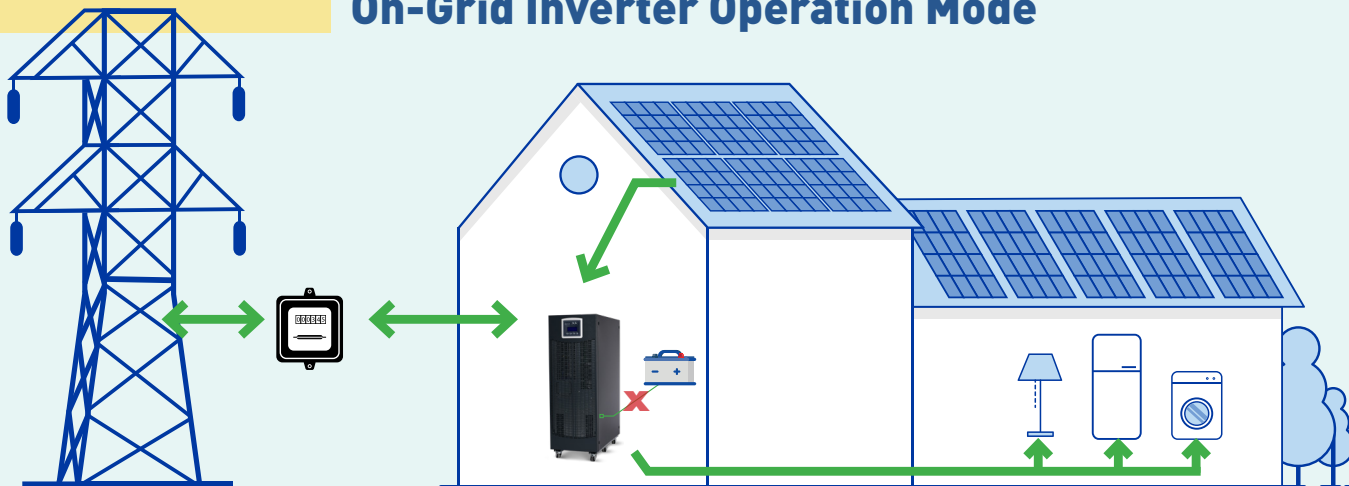 On-Grid Inverter Operation Mode
- +
X